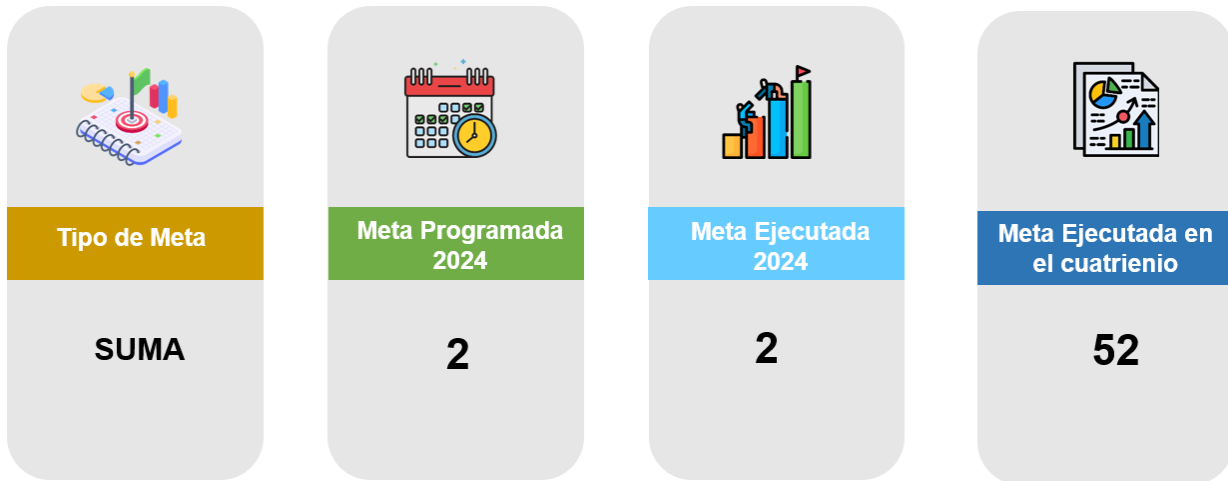 Tipo de Meta
SUMA
Meta Programada
2024
2
Meta Ejecutada
2024
2
Meta Ejecutada en
el cuatrienio
52